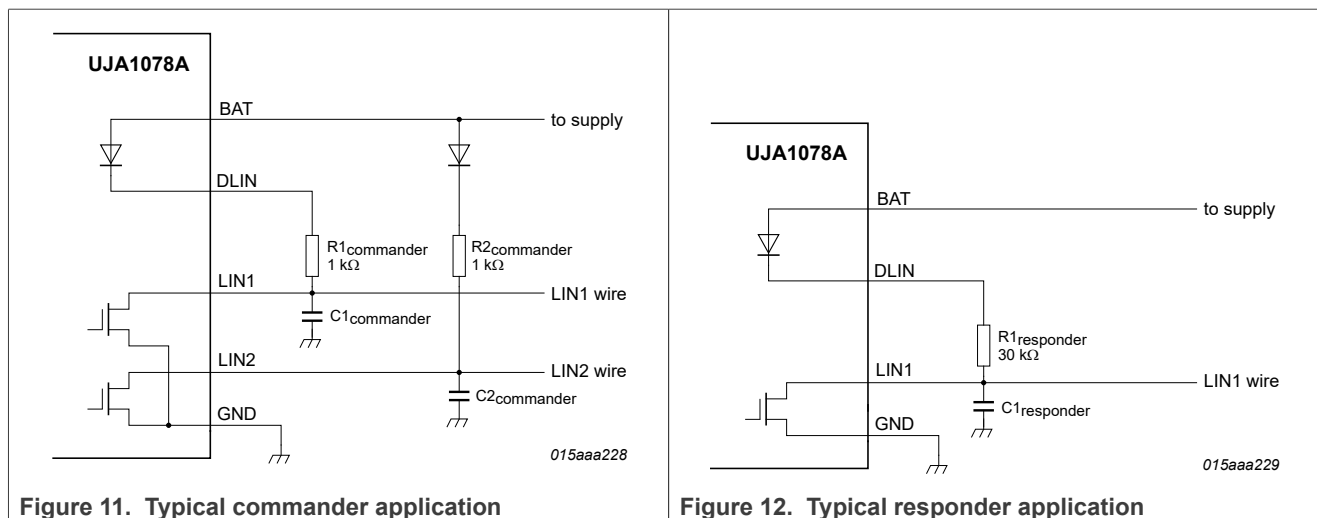 UJA1078A
BAT
to supply
DLIN
R1commander
1 kΩ
R2commander
1 kΩ
LIN1
LIN1 wire
C1commander
LIN2
LIN2 wire
C2commander
GND
015aaa228
Figure 11. Typical commander application
UJA1078A
BAT
to supply
DLIN
R1responder
30 kΩ
LIN1
LIN1 wire
C1responder
GND
015aaa229
Figure 12. Typical responder application